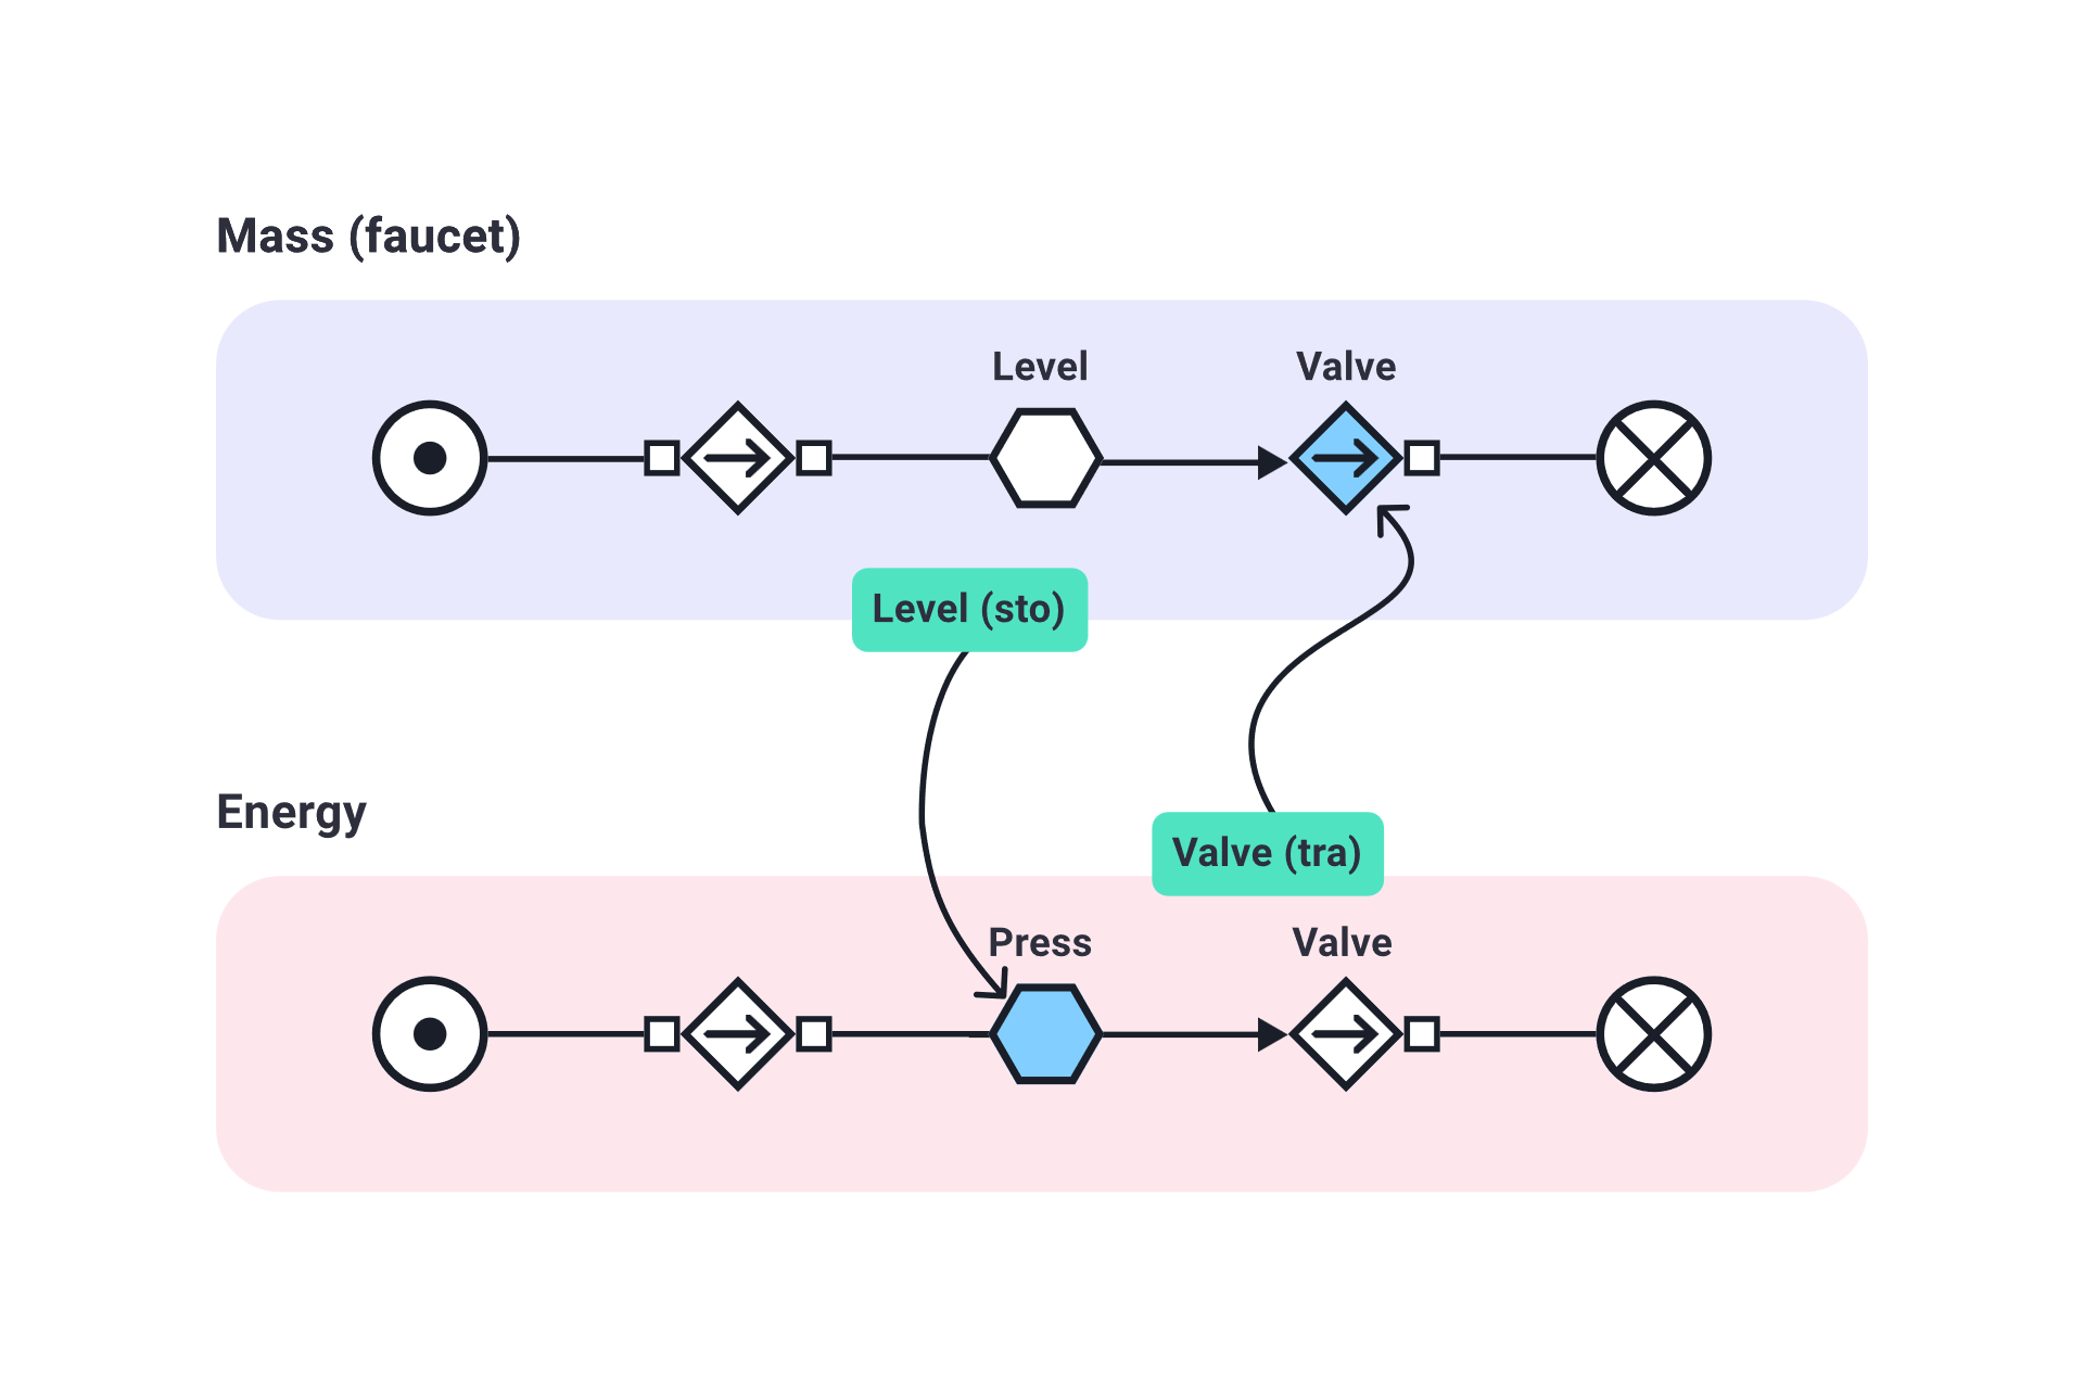 Mass (faucet)
Level
Valve
Level (sto)
Energy
Valve (tra)
Press
Valve